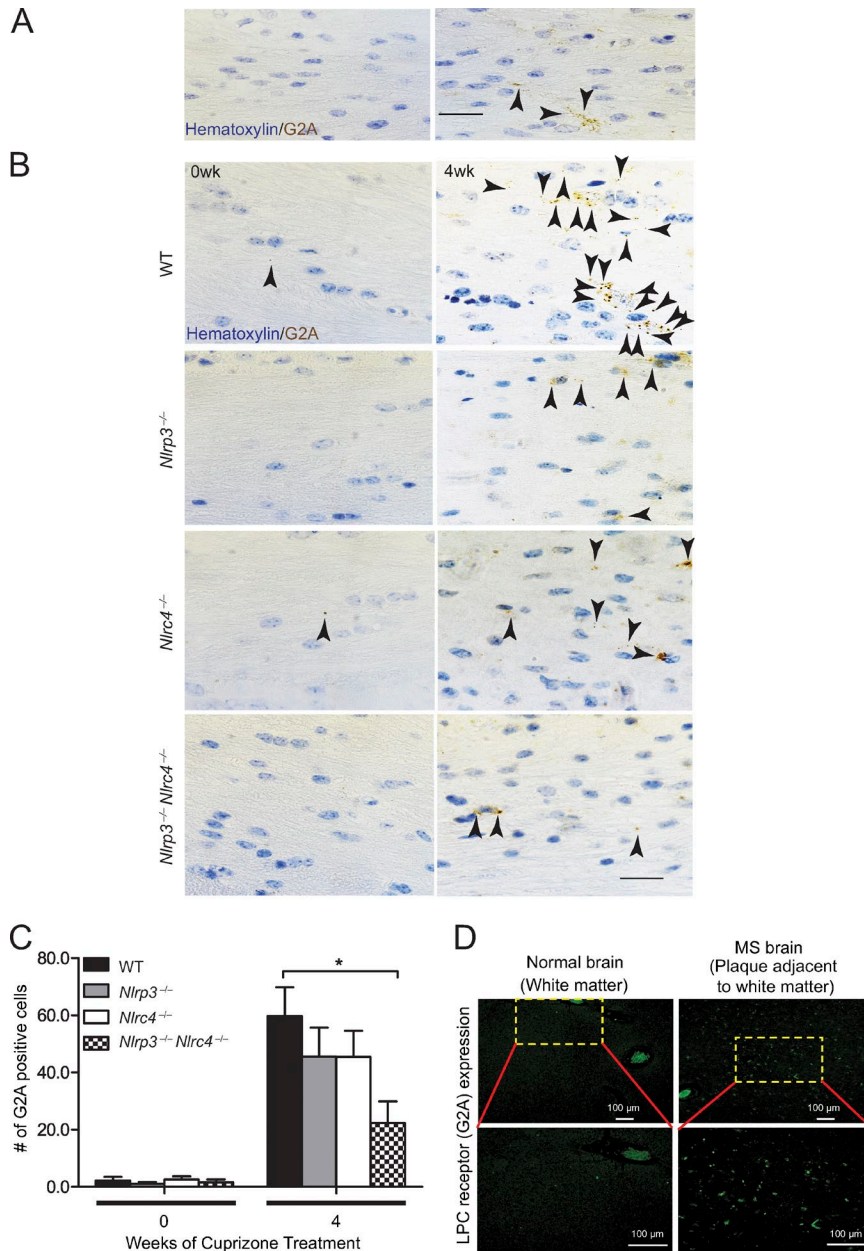 A
Hematoxylin/G2A
B
0wk
4wk
WT
Hematoxylin/G2A
Nlrp3⁻/⁻
Nlrc4⁻/⁻
Nlrp3⁻/⁻ Nlrc4⁻/⁻
C
80.0
60.0
40.0
20.0
0.0
# of G2A positive cells
WT
Nlrp3⁻/⁻
Nlrc4⁻/⁻
Nlrp3⁻/⁻ Nlrc4⁻/⁻
*
0
4
Weeks of Cuprizone Treatment
D
Normal brain
(White matter)
MS brain
(Plaque adjacent
to white matter)
LPC receptor (G2A) expression
100 µm
100 µm
100 µm
100 µm